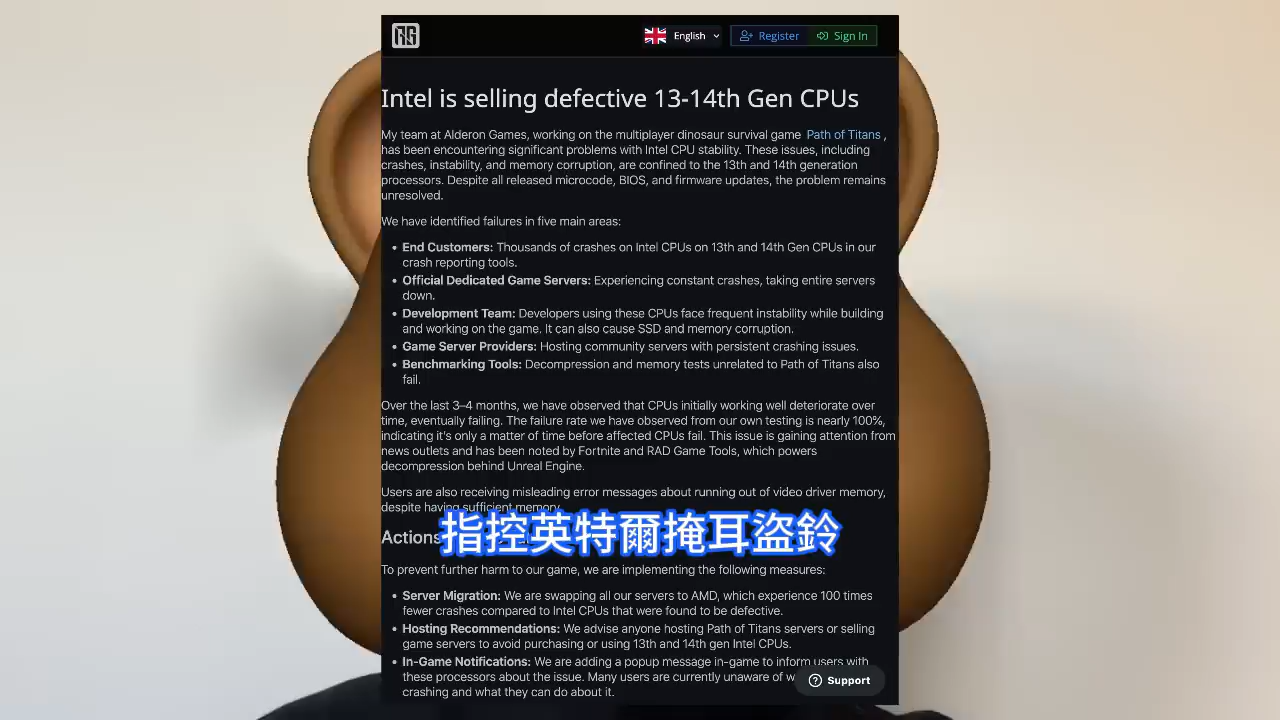 English
Register
Sign In
Intel is selling defective 13-14th Gen CPUs
My team at Alderon Games, working on the multiplayer dinosaur survival game Path of Titans ,
has been encountering significant problems with Intel CPU stability. These issues, including
crashes, instability, and memory corruption, are confined to the 13th and 14th generation
processors. Despite all released microcode, BIOS, and firmware updates, the problem remains
unresolved.
We have identified failures in five main areas:
• End Customers: Thousands of crashes on Intel CPUs on 13th and 14th Gen CPUs in our
crash reporting tools.
• Official Dedicated Game Servers: Experiencing constant crashes, taking entire servers
down.
• Development Team: Developers using these CPUs face frequent instability while building
and working on the game. It can also cause SSD and memory corruption.
• Game Server Providers: Hosting community servers with persistent crashing issues.
• Benchmarking Tools: Decompression and memory tests unrelated to Path of Titans also
fail.
Over the last 3–4 months, we have observed that CPUs initially working well deteriorate over
time, eventually failing. The failure rate we have observed from our own testing is nearly 100%,
indicating it's only a matter of time before affected CPUs fail. This issue is gaining attention from
news outlets and has been noted by Fortnite and RAD Game Tools, which powers
decompression behind Unreal Engine.
Users are also receiving misleading error messages about running out of video driver memory,
despite having sufficient memory.
Actions
指控英特爾掩耳盜鈴
To prevent further harm to our game, we are implementing the following measures:
• Server Migration: We are swapping all our servers to AMD, which experience 100 times
fewer crashes compared to Intel CPUs that were found to be defective.
• Hosting Recommendations: We advise anyone hosting Path of Titans servers or selling
game servers to avoid purchasing or using 13th and 14th gen Intel CPUs.
• In-Game Notifications: We are adding a popup message in-game to inform users with
these processors about the issue. Many users are currently unaware of
crashing and what they can do about it.
Support